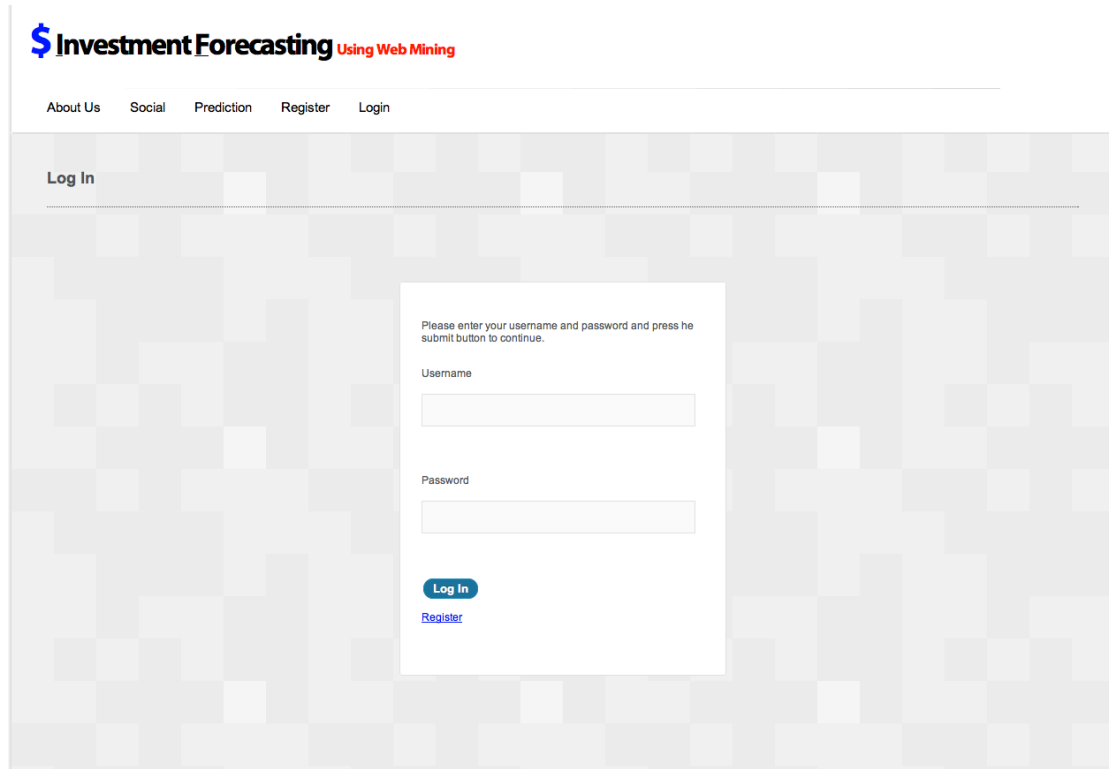 $ Investment Forecasting Using Web Mining
About Us Social Prediction Register Login
Log In
Please enter your username and password and press he
submit button to continue.
Username
Password
Log In
Register